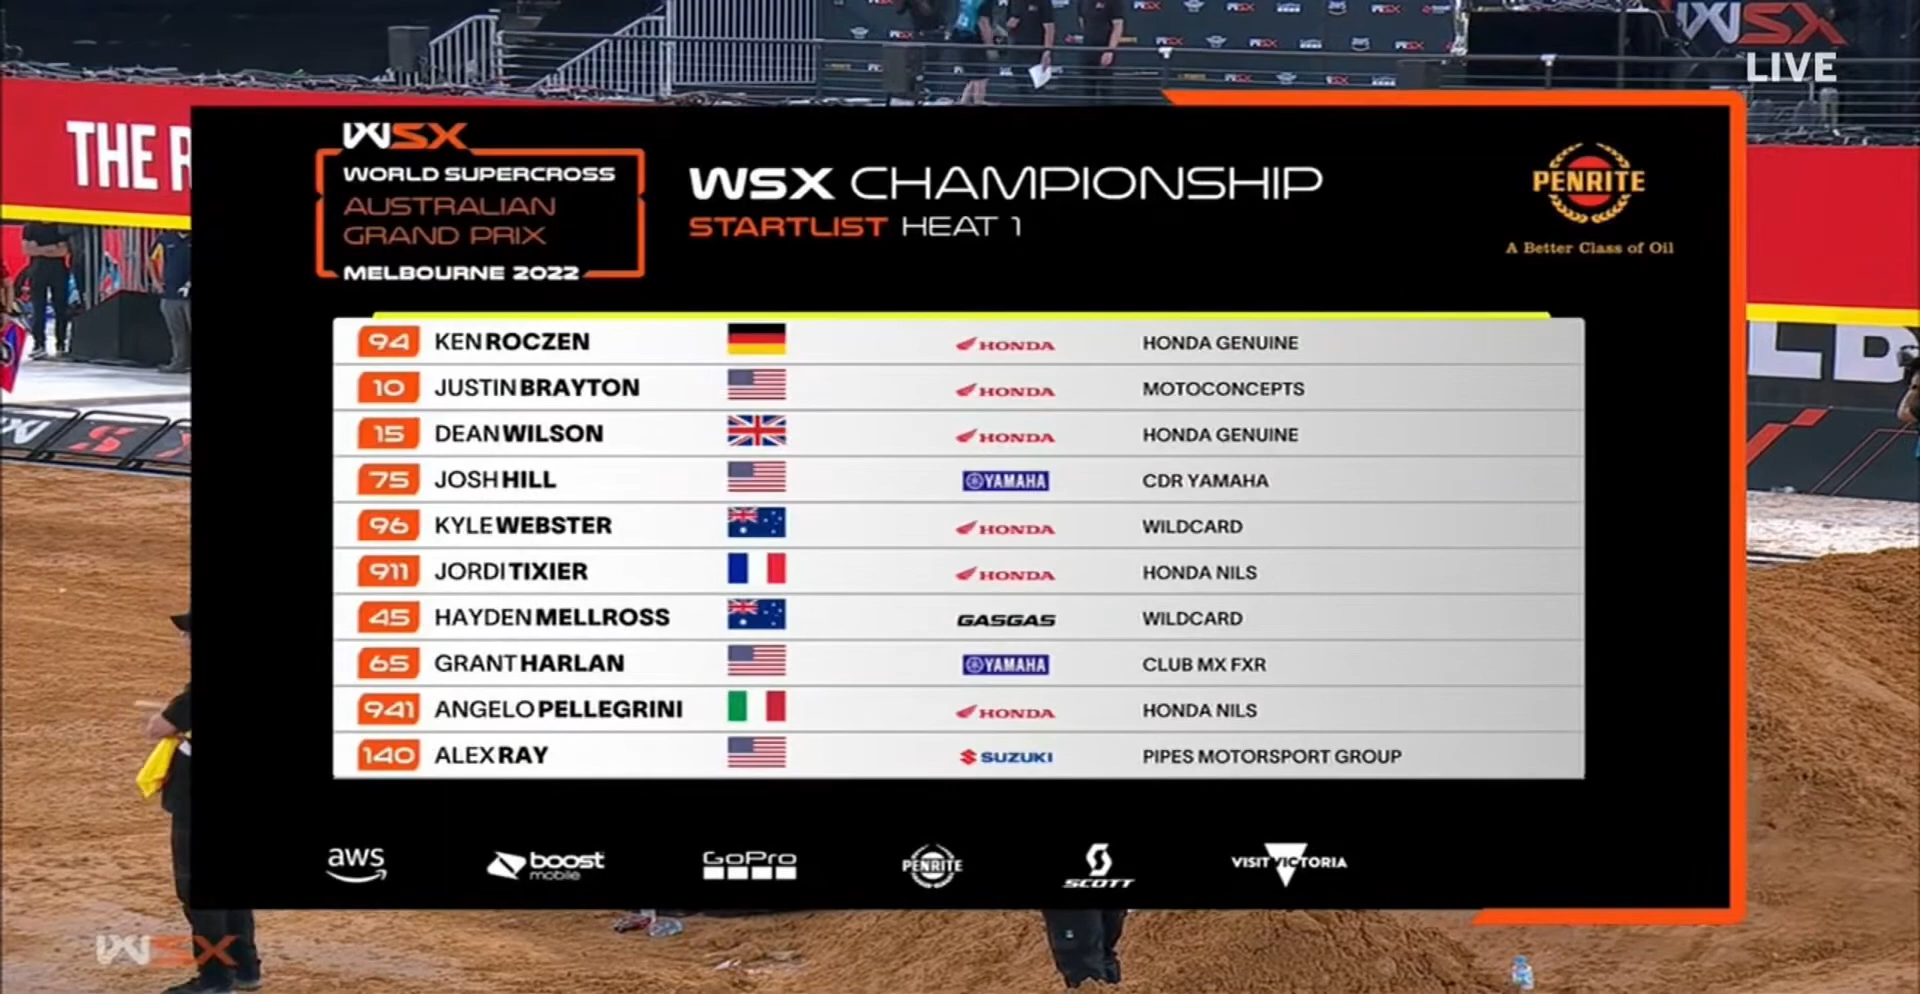 WSX
LIVE
THE R
WSX
WORLD SUPERCROSS
AUSTRALIAN
GRAND PRIX
MELBOURNE 2022
WSX CHAMPIONSHIP
STARTLIST HEAT 1
PENRITE
A Better Class of Oil
94 KEN ROCZEN HONDA HONDA GENUINE
10 JUSTIN BRAYTON HONDA MOTOCONCEPTS
15 DEAN WILSON HONDA HONDA GENUINE
75 JOSH HILL YAMAHA CDR YAMAHA
96 KYLE WEBSTER HONDA WILDCARD
911 JORDI TIXIER HONDA HONDA NILS
45 HAYDEN MELLROSS GASGAS WILDCARD
65 GRANT HARLAN YAMAHA CLUB MX FXR
941 ANGELO PELLEGRINI HONDA HONDA NILS
140 ALEX RAY SUZUKI PIPES MOTORSPORT GROUP
aws boost mobile GoPro PENRITE SCOTT VISIT VICTORIA
WSX